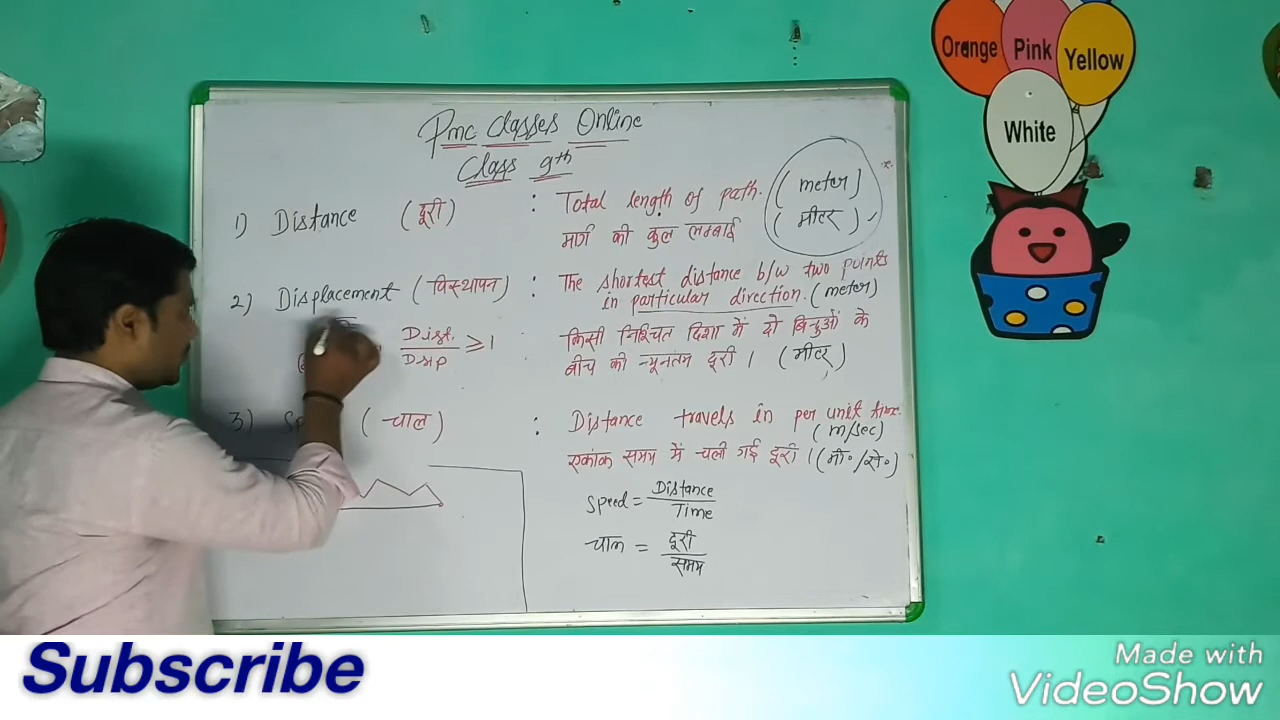 Pmc Classes Online
Class 9th
1) Distance (दूरी) : Total length of path. (meter)
मार्ग की कुल लम्बाई (मीटर)
2) Displacement (विस्थापन) : The shortest distance b/w two points
in particular direction. (meter)
Dist. / Disp ≥ 1
किसी निश्चित दिशा में दो बिन्दुओं के
बीच की न्यूनतम दूरी । (मीटर)
3) (चाल) : Distance travels in per unit time.
(m/sec)
एकांक समय में चली गई दूरी । (मी०/से०)
Speed = Distance / Time
चाल = दूरी / समय
Orange Pink Yellow
White
Subscribe
Made with
VideoShow